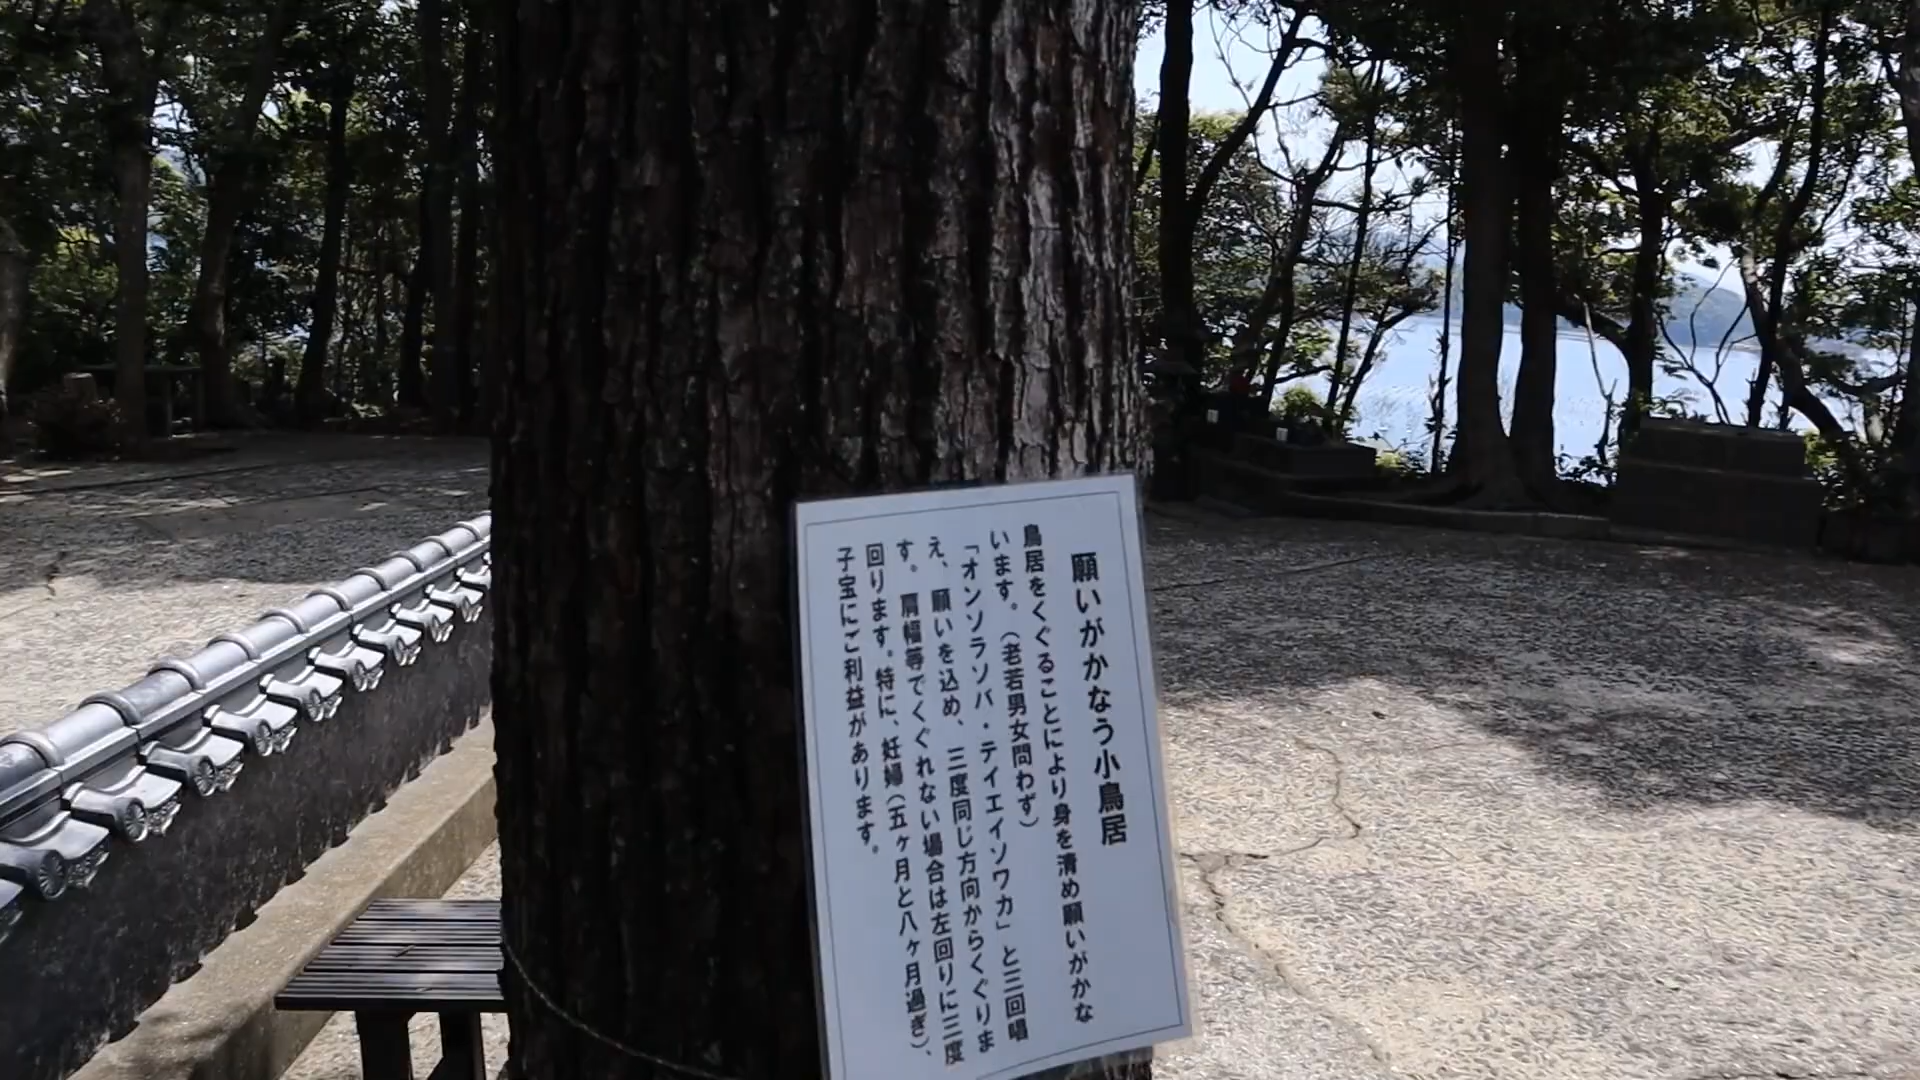 願いがかなう小鳥居
鳥居をくぐることにより身を清め願いがかな
います。（老若男女問わず）
「オンソラソバ・テイエイソワカ」と三回唱
え、願いを込め、三度同じ方向からくぐりま
す。肩幅等でくぐれない場合は左回りに三度
回ります。特に、妊婦（五ヶ月と八ヶ月過ぎ）、
子宝にご利益があります。